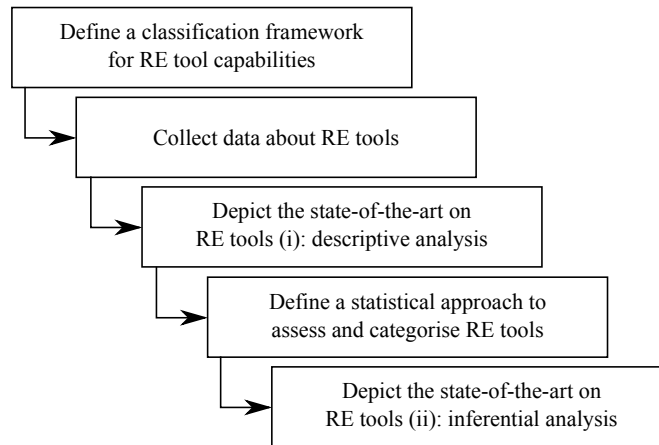 Define a classification framework
for RE tool capabilities
Collect data about RE tools
Depict the state-of-the-art on
RE tools (i): descriptive analysis
Define a statistical approach to
assess and categorise RE tools
Depict the state-of-the-art on
RE tools (ii): inferential analysis